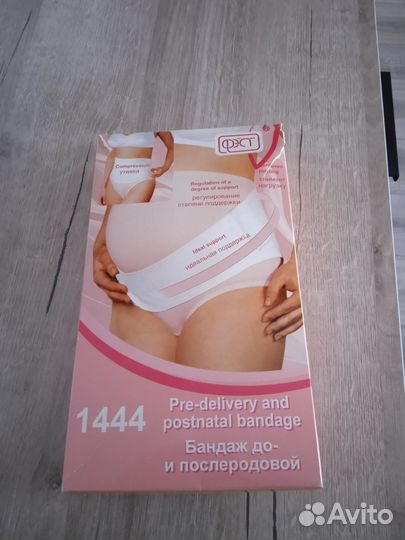 ФЭСТ
Compression
утяжка
Regulation of a
degree of support
регулирование
степени поддержки
снижает
нагрузку
Ideal support
идеальная поддержка
1444
Pre-delivery and
postnatal bandage
Бандаж до-
и послеродовой
Avito